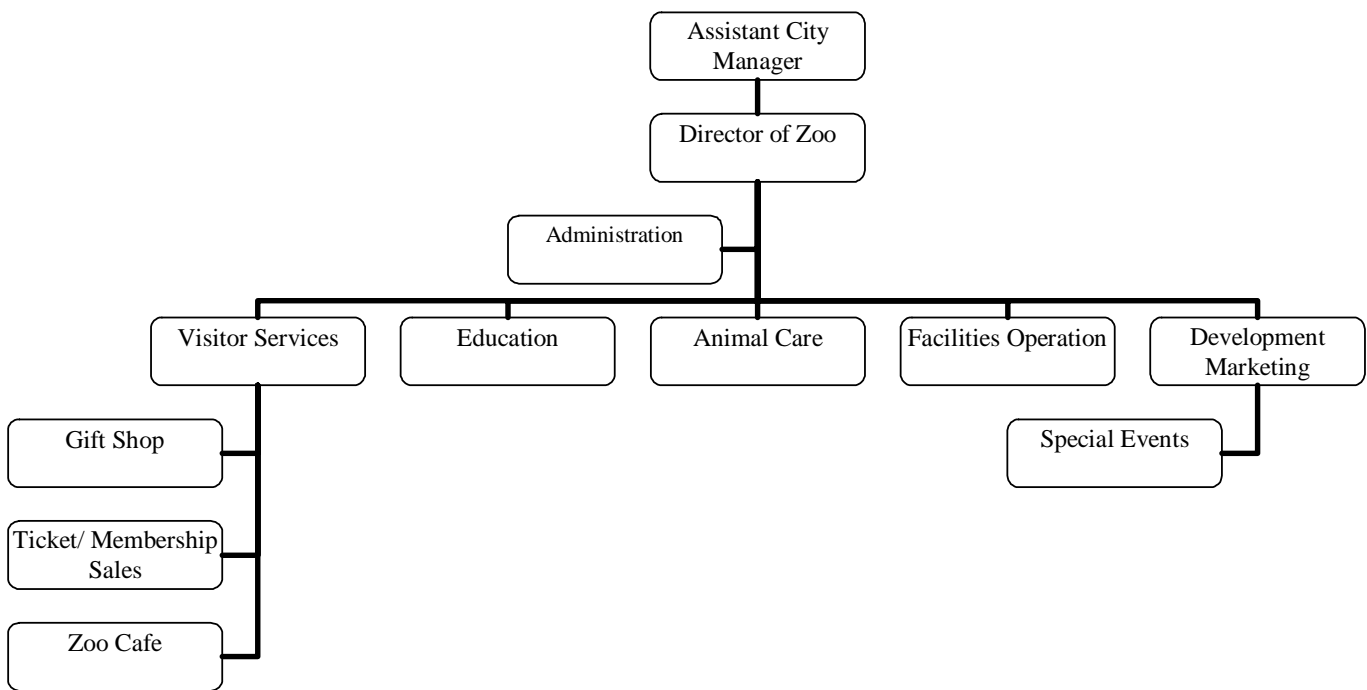 Assistant City
Manager
Director of Zoo
Administration
Visitor Services
Education
Animal Care
Facilities Operation
Development
Marketing
Gift Shop
Special Events
Ticket/ Membership
Sales
Zoo Cafe